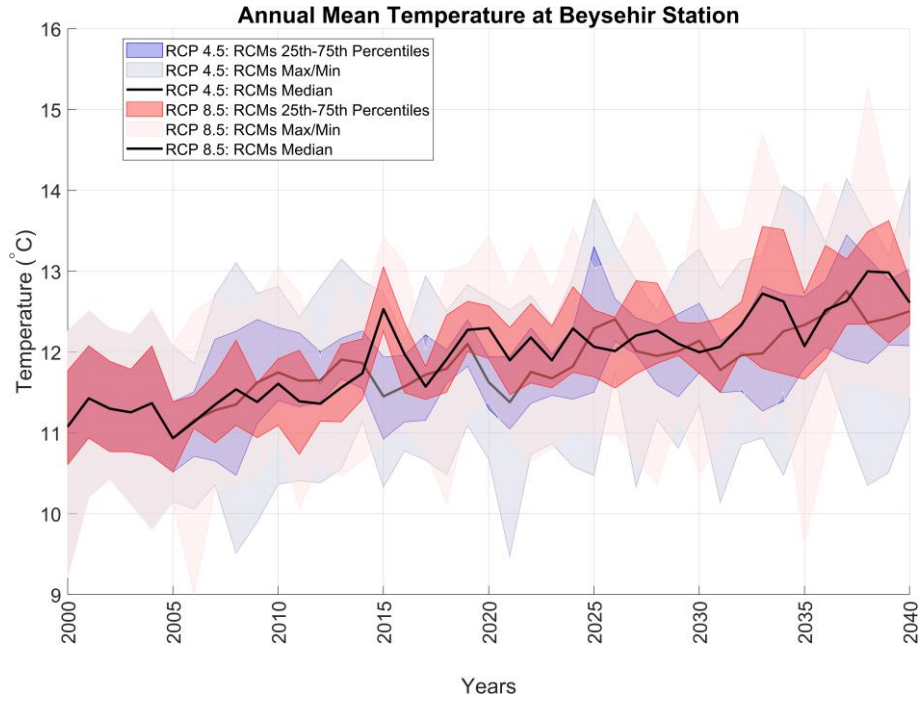 Annual Mean Temperature at Beysehir Station
16
15
14
13
12
11
10
9
Temperature (°C)
RCP 4.5: RCMs 25th-75th Percentiles
RCP 4.5: RCMs Max/Min
RCP 4.5: RCMs Median
RCP 8.5: RCMs 25th-75th Percentiles
RCP 8.5: RCMs Max/Min
RCP 8.5: RCMs Median
2000
2005
2010
2015
2020
2025
2030
2035
2040
Years